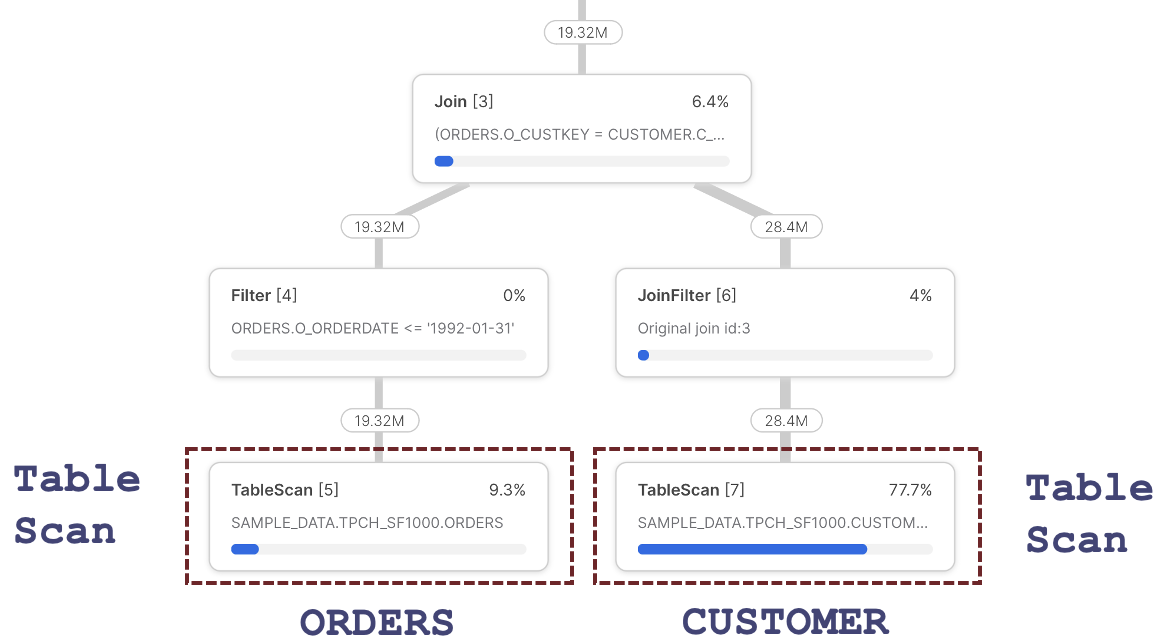 19.32M
Join [3] 6.4%
(ORDERS.O_CUSTKEY = CUSTOMER.C_...
19.32M
28.4M
Filter [4] 0%
ORDERS.O_ORDERDATE <= '1992-01-31'
JoinFilter [6] 4%
Original join id:3
19.32M
28.4M
Table
Scan
TableScan [5] 9.3%
SAMPLE_DATA.TPCH_SF1000.ORDERS
TableScan [7] 77.7%
SAMPLE_DATA.TPCH_SF1000.CUSTOM...
Table
Scan
ORDERS
CUSTOMER